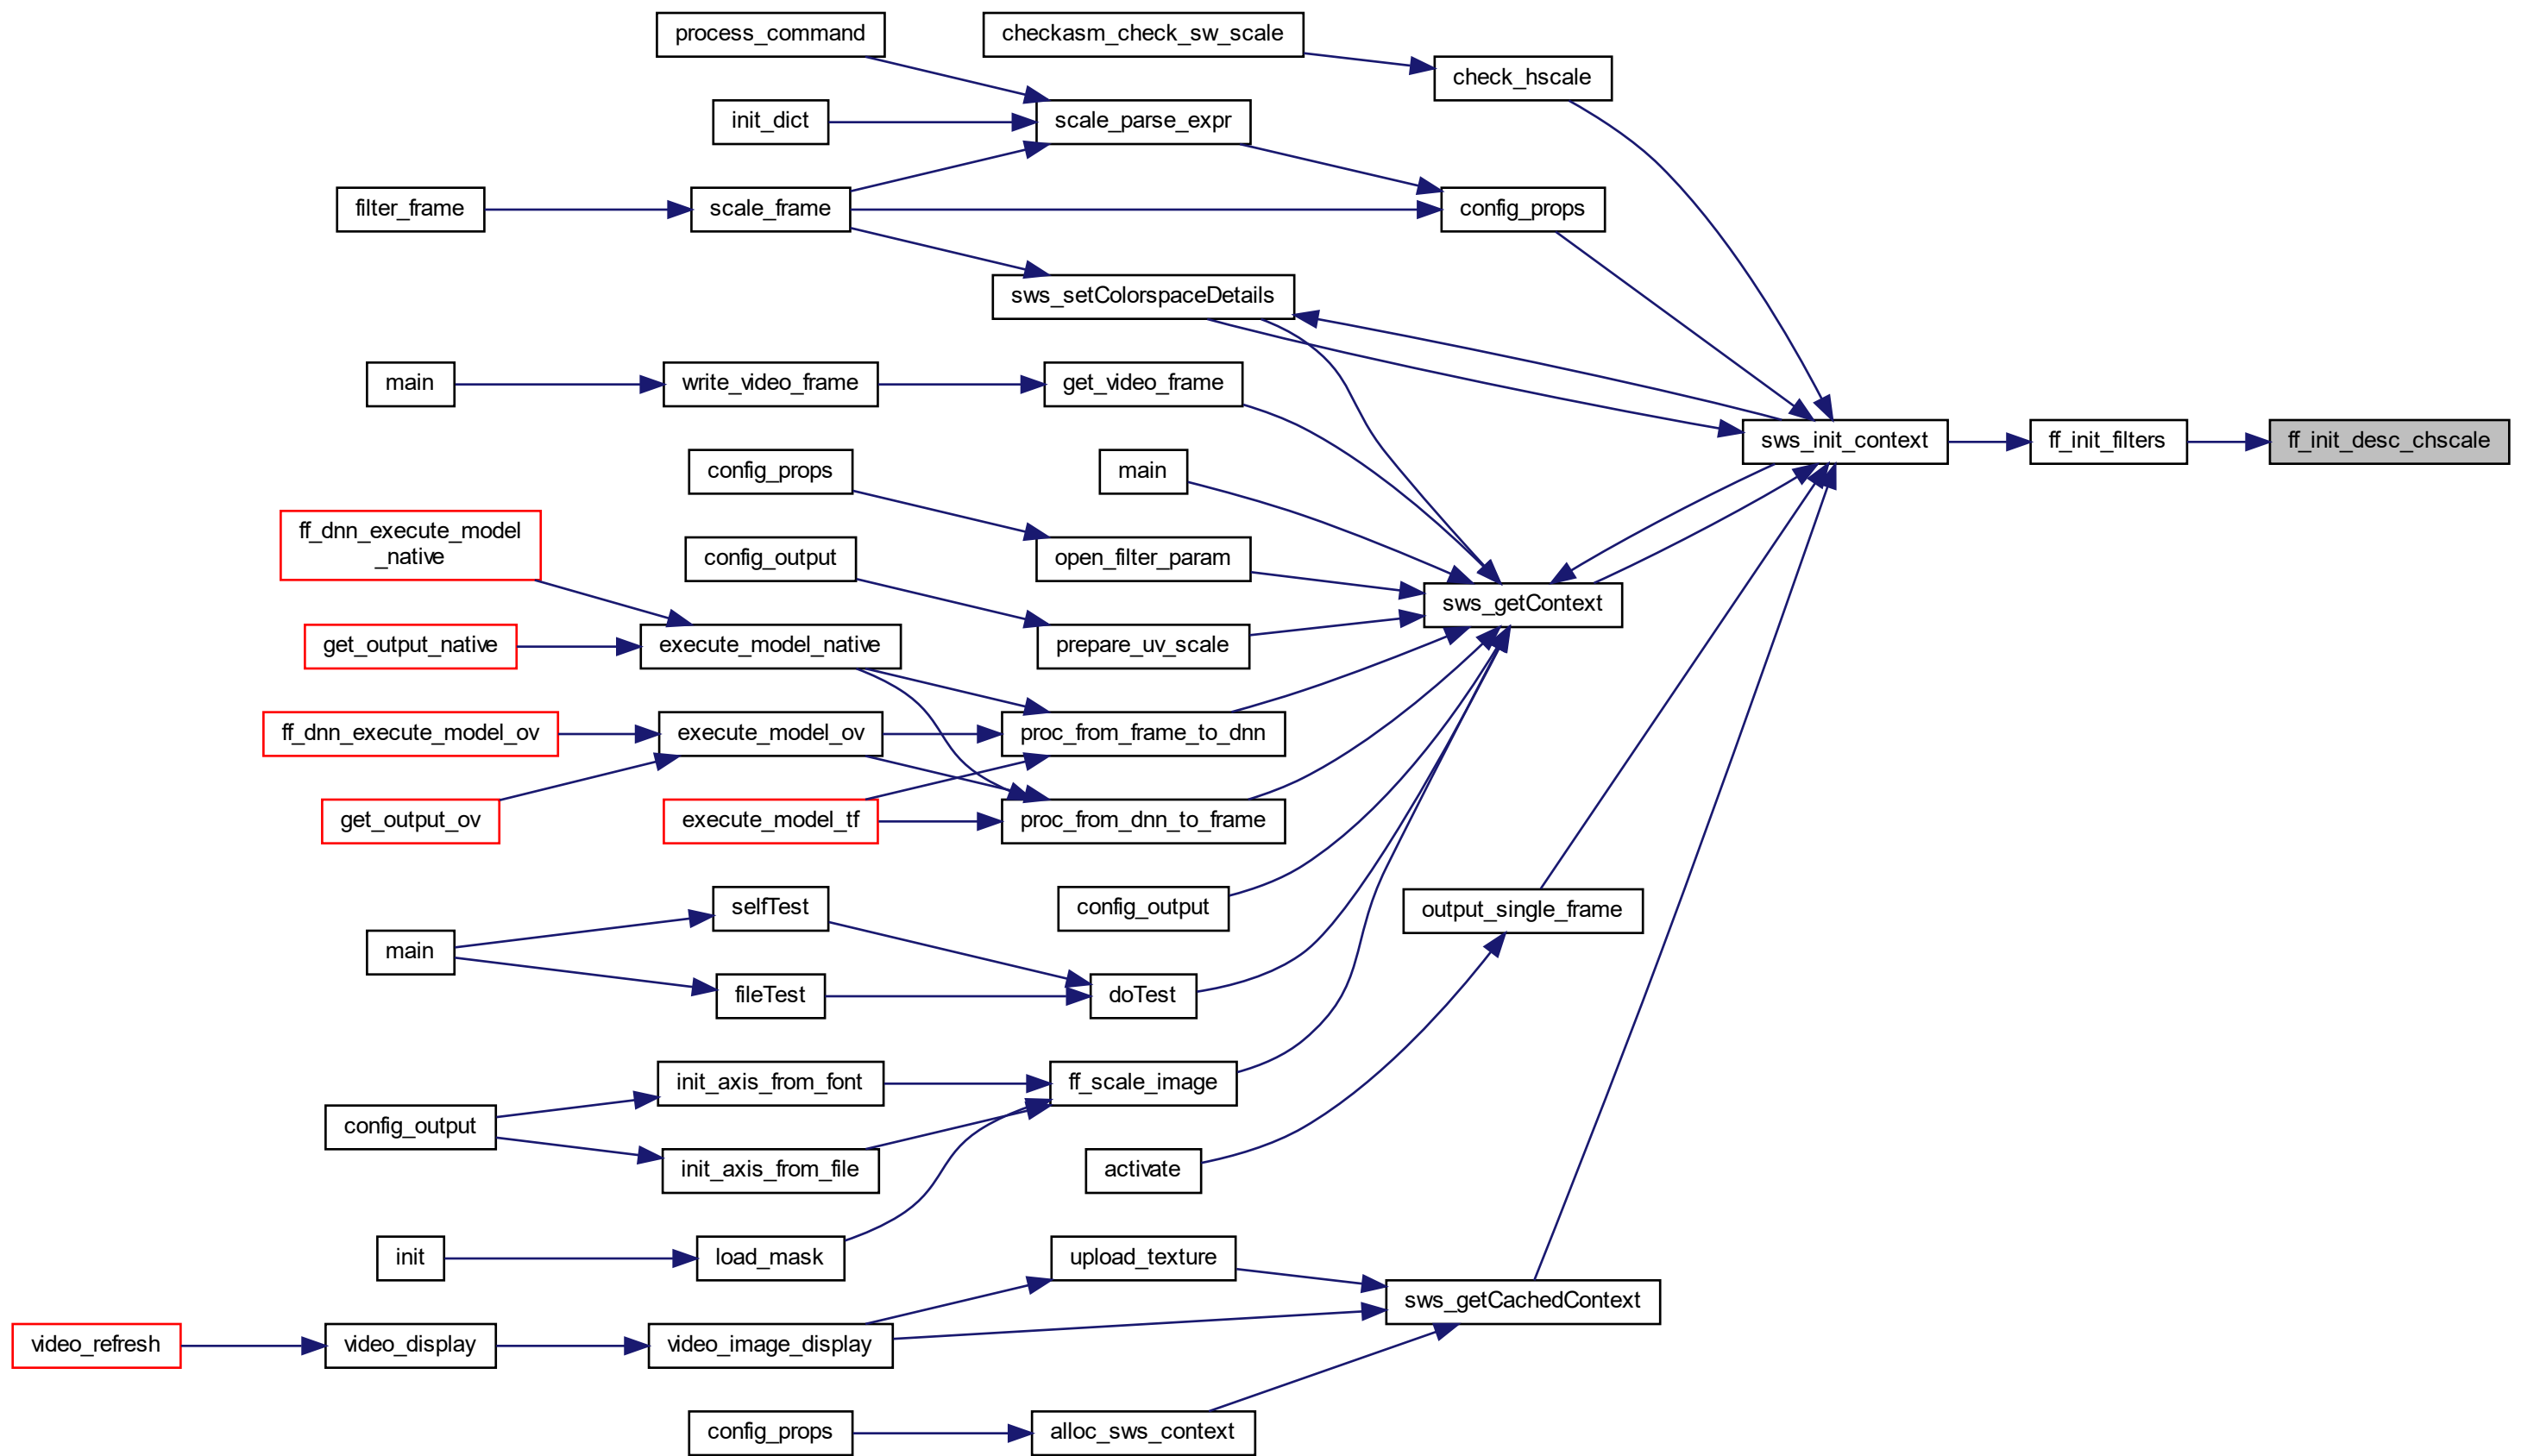 process_command
checkasm_check_sw_scale
check_hscale
init_dict
scale_parse_expr
filter_frame
scale_frame
config_props
sws_setColorspaceDetails
main
write_video_frame
get_video_frame
sws_init_context
ff_init_filters
ff_init_desc_chscale
config_props
main
ff_dnn_execute_model
_native
config_output
open_filter_param
sws_getContext
get_output_native
execute_model_native
prepare_uv_scale
ff_dnn_execute_model_ov
execute_model_ov
proc_from_frame_to_dnn
get_output_ov
execute_model_tf
proc_from_dnn_to_frame
selfTest
config_output
output_single_frame
main
fileTest
doTest
init_axis_from_font
ff_scale_image
config_output
init_axis_from_file
activate
init
load_mask
upload_texture
sws_getCachedContext
video_refresh
video_display
video_image_display
config_props
alloc_sws_context